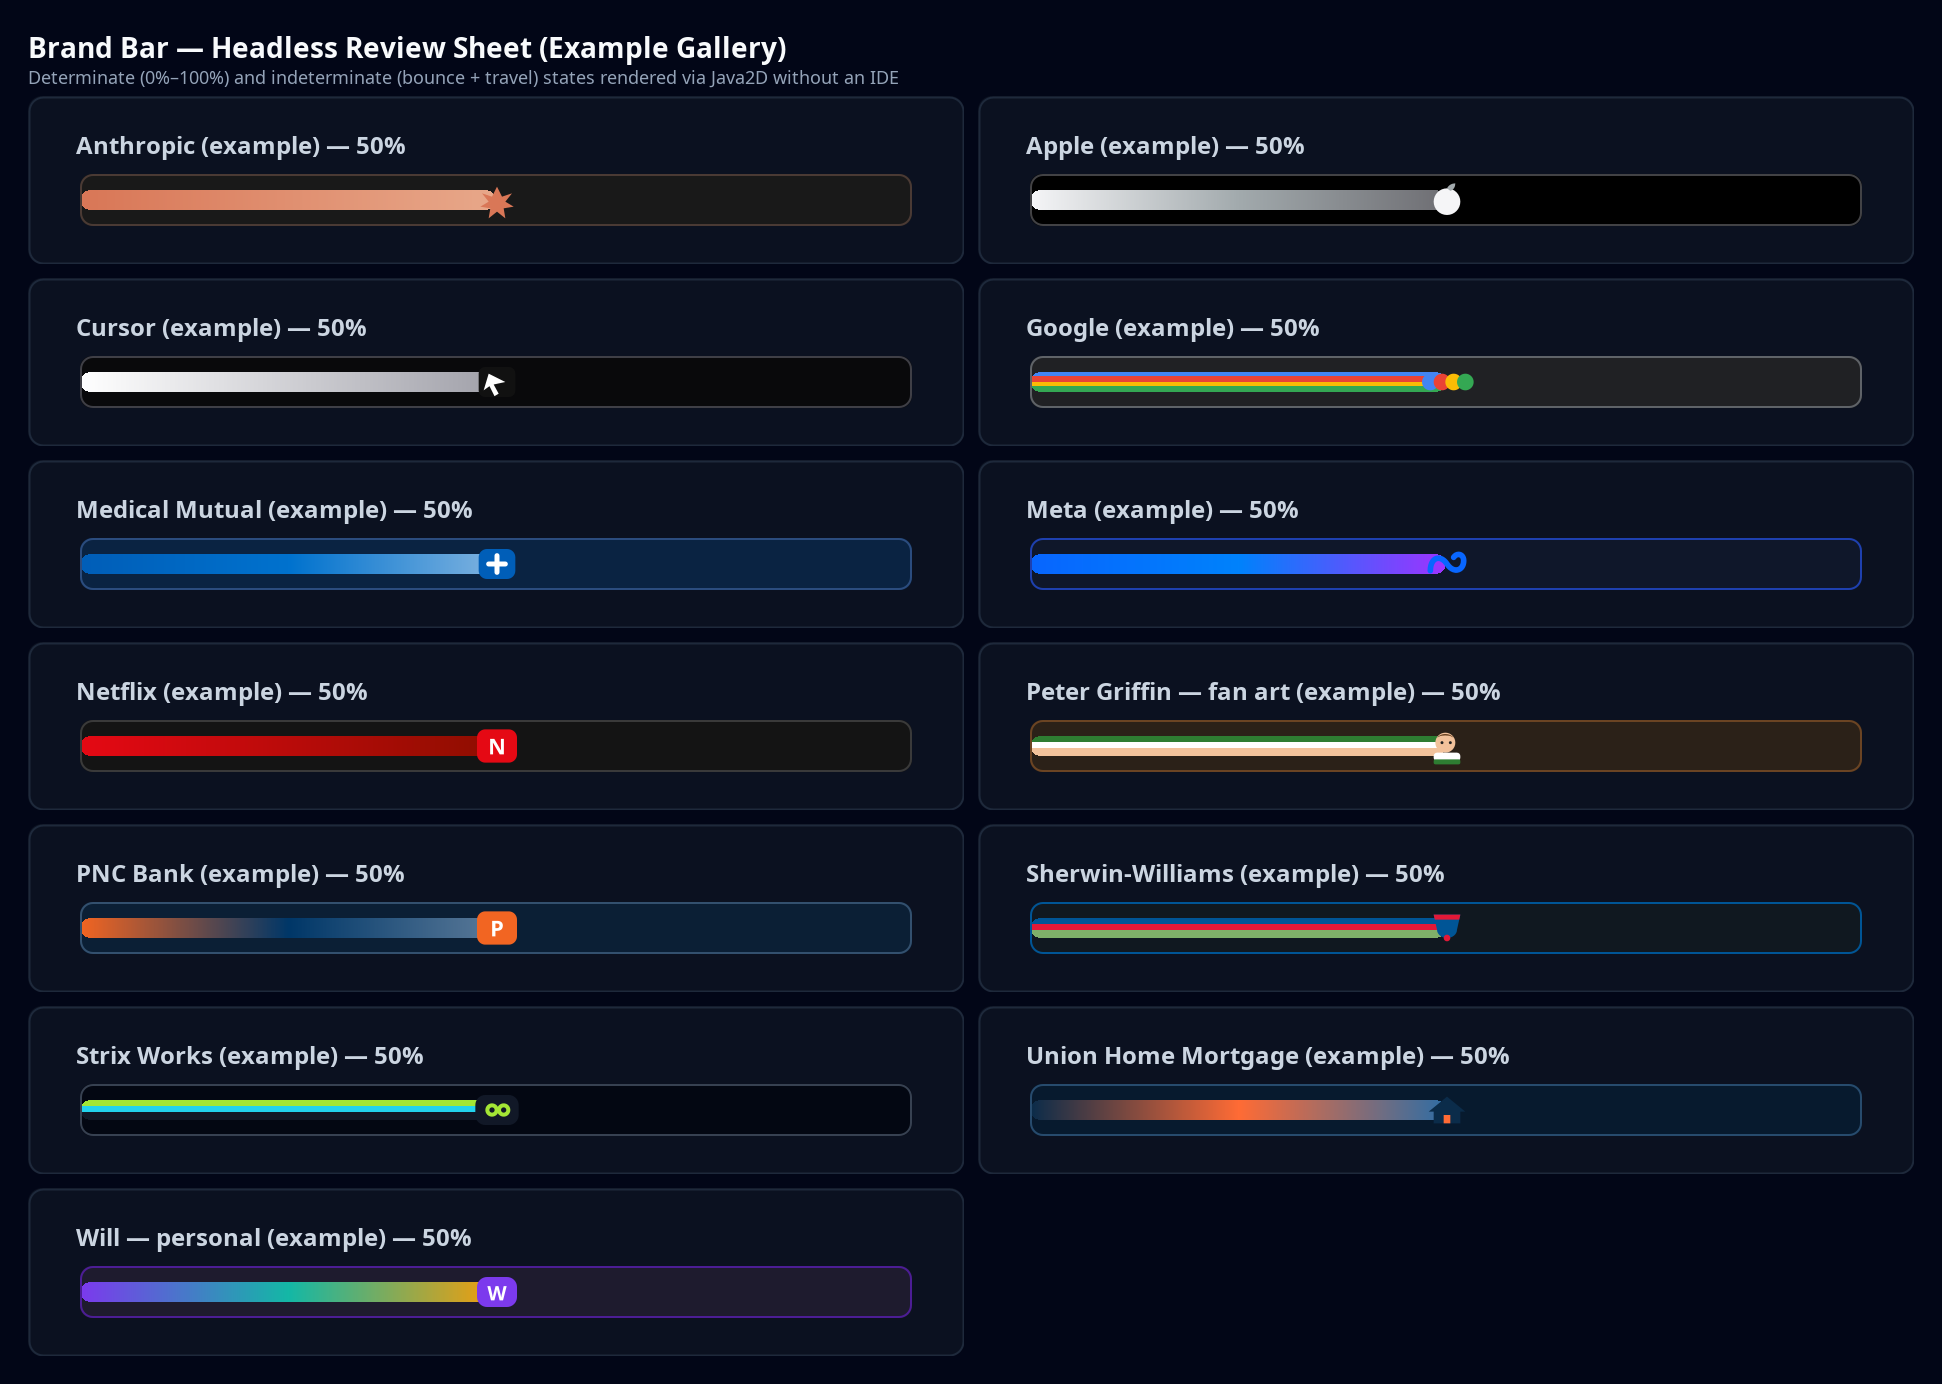 Brand Bar — Headless Review Sheet (Example Gallery)
Determinate (0%–100%) and indeterminate (bounce + travel) states rendered via Java2D without an IDE
Anthropic (example) — 50%
Apple (example) — 50%
Cursor (example) — 50%
Google (example) — 50%
Medical Mutual (example) — 50%
Meta (example) — 50%
Netflix (example) — 50%
N
Peter Griffin — fan art (example) — 50%
PNC Bank (example) — 50%
P
Sherwin-Williams (example) — 50%
Strix Works (example) — 50%
Union Home Mortgage (example) — 50%
Will — personal (example) — 50%
W